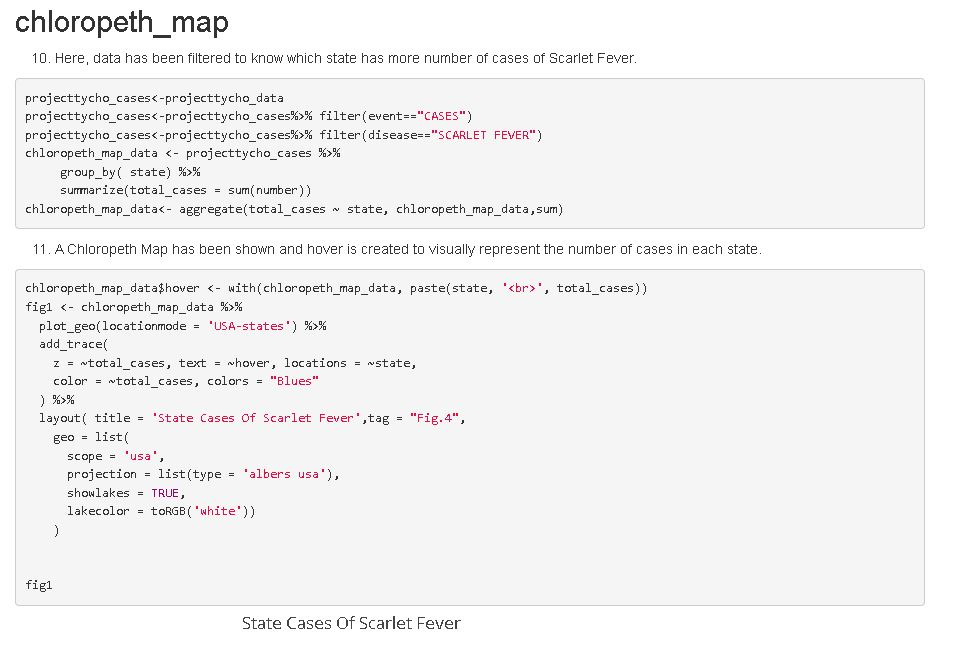 chloropeth_map
10. Here, data has been filtered to know which state has more number of cases of Scarlet Fever.
projecttycho_cases<-projecttycho_data
projecttycho_cases<-projecttycho_cases%>% filter(event=="CASES")
projecttycho_cases<-projecttycho_cases%>% filter(disease=="SCARLET FEVER")
chloropeth_map_data <- projecttycho_cases %>%
     group_by( state) %>%
     summarize(total_cases = sum(number))
chloropeth_map_data<- aggregate(total_cases ~ state, chloropeth_map_data,sum)
11. A Chloropeth Map has been shown and hover is created to visually represent the number of cases in each state.
chloropeth_map_data$hover <- with(chloropeth_map_data, paste(state, '<br>', total_cases))
fig1 <- chloropeth_map_data %>%
  plot_geo(locationmode = 'USA-states') %>%
  add_trace(
    z = ~total_cases, text = ~hover, locations = ~state,
    color = ~total_cases, colors = "Blues"
  ) %>%
  layout( title = 'State Cases Of Scarlet Fever',tag = "Fig.4",
    geo = list(
      scope = 'usa',
      projection = list(type = 'albers usa'),
      showlakes = TRUE,
      lakecolor = toRGB('white'))
    )
fig1
State Cases Of Scarlet Fever